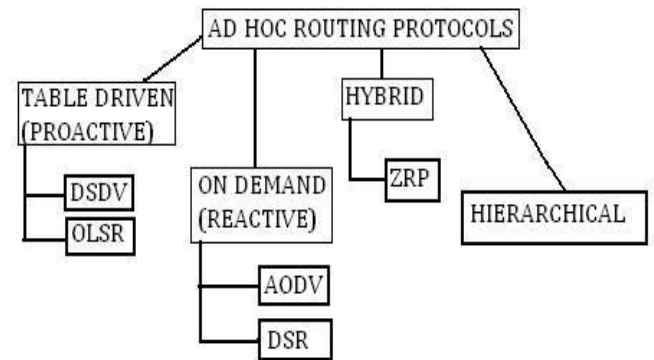 AD HOC ROUTING PROTOCOLS
TABLE DRIVEN
(PROACTIVE)
DSDV
OLSR
ON DEMAND
(REACTIVE)
AODV
DSR
HYBRID
ZRP
HIERARCHICAL